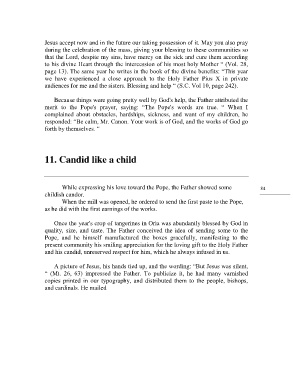 Jesus accept now and in the future our taking possession of it. May you also pray
during the celebration of the mass, giving your blessing to these communities so
that the Lord, despite my sins, have mercy on the sick and cure them according
to his divine Heart through the intercession of his most holy Mother “ (Vol. 28,
page 13). The same year he writes in the book of the divine benefits: “This year
we have experienced a close approach to the Holy Father Pius X in private
audiences for me and the sisters. Blessing and help “ (S.C. Vol 10, page 242).
Because things were going pretty well by God's help, the Father attributed the
merit to the Pope's prayer, saying: “The Pope's words are true. “ When I
complained about obstacles, hardships, sickness, and want of my children, he
responded: “Be calm, Mr. Canon. Your work is of God, and the works of God go
forth by themselves. “
11. Candid like a child
While expressing his love toward the Pope, the Father showed some
childish candor.
34
When the mill was opened, he ordered to send the first paste to the Pope,
as he did with the first earnings of the works.
Once the year's crop of tangerines in Oria was abundantly blessed by God in
quality, size, and taste. The Father conceived the idea of sending some to the
Pope, and he himself manufactured the boxes gracefully, manifesting to the
present community his smiling appreciation for the loving gift to the Holy Father
and his candid, unreserved respect for him, which he always infused in us.
A picture of Jesus, his hands tied up, and the wording: “But Jesus was silent,
“ (Mt. 26, 63) impressed the Father. To publicize it, he had many varnished
copies printed in our typography, and distributed them to the people, bishops,
and cardinals. He mailed